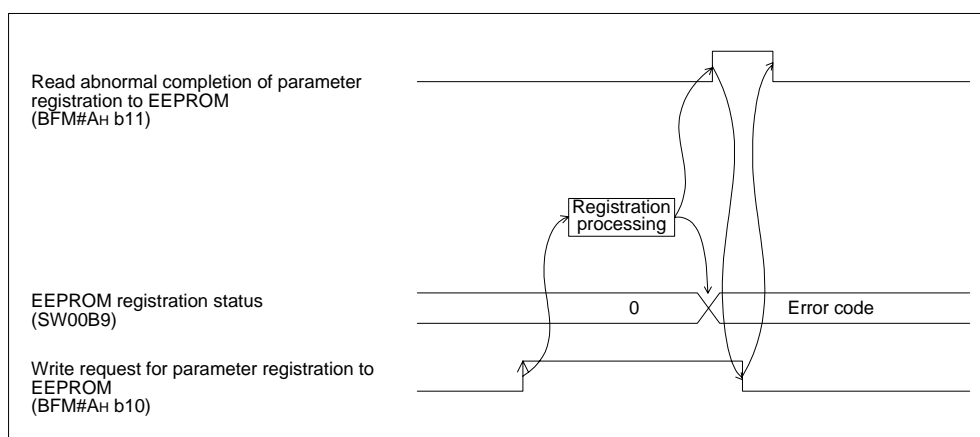 Read abnormal completion of parameter
registration to EEPROM
(BFM#AH b11)
Registration
processing
EEPROM registration status
(SW00B9)
0
Error code
Write request for parameter registration to
EEPROM
(BFM#AH b10)